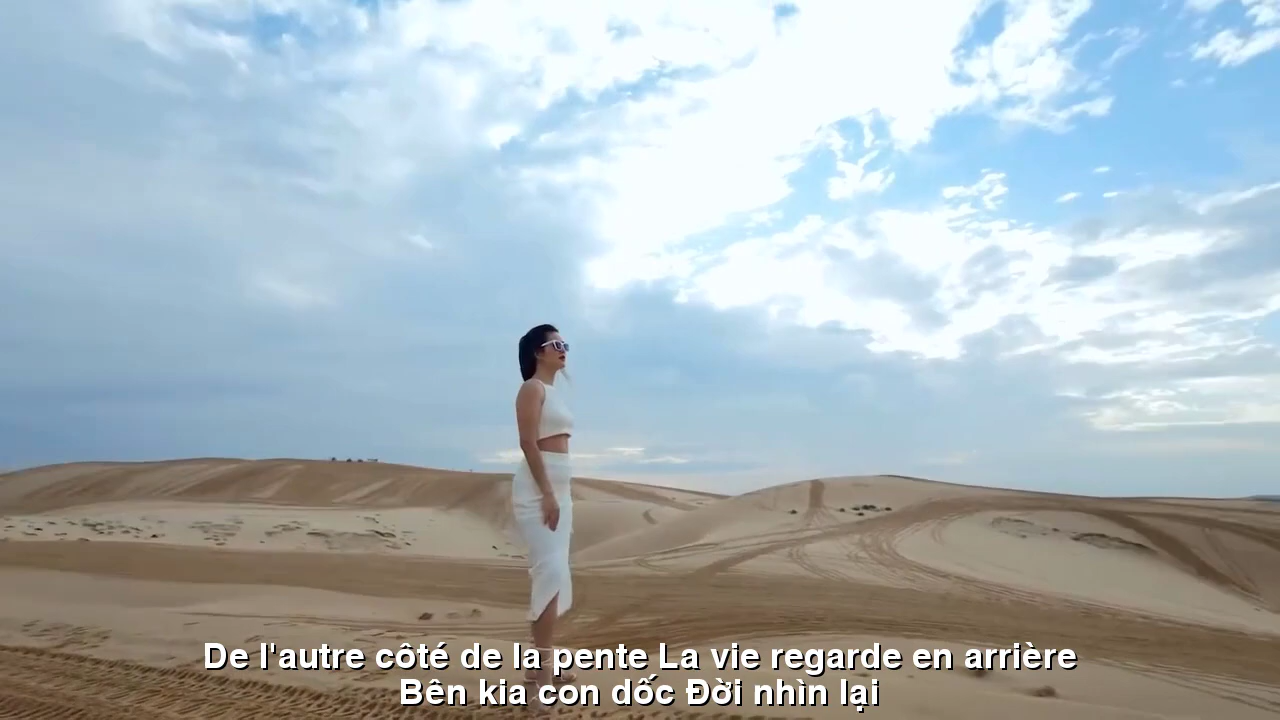 De l'autre côté de la pente La vie regarde en arrière
Bên kia con dốc Đời nhìn lại